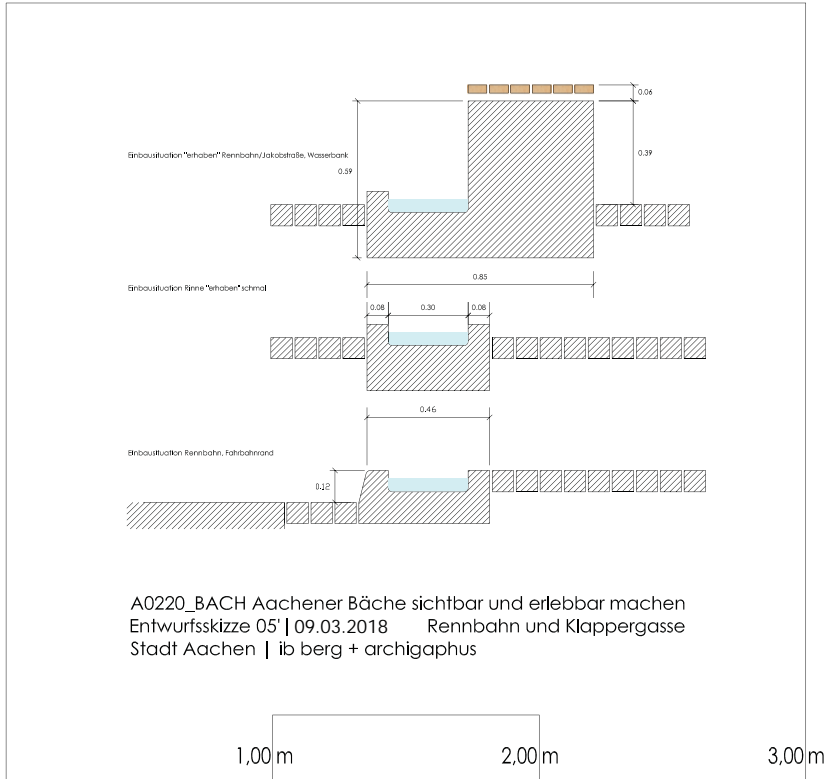 0.06
Einbausituation "erhaben" Rennbahn/Jakobstraße, Wasserbank
0.59
0.39
0.85
Einbausituation Rinne "erhaben" schmal
0.08 0.30 0.08
0.46
Einbausituation Rennbahn, Fahrbahnrand
0.12
A0220_BACH Aachener Bäche sichtbar und erlebbar machen
Entwurfsskizze 05' | 09.03.2018 Rennbahn und Klappergasse
Stadt Aachen | ib berg + archigaphus
1,00 m 2,00 m 3,00 m